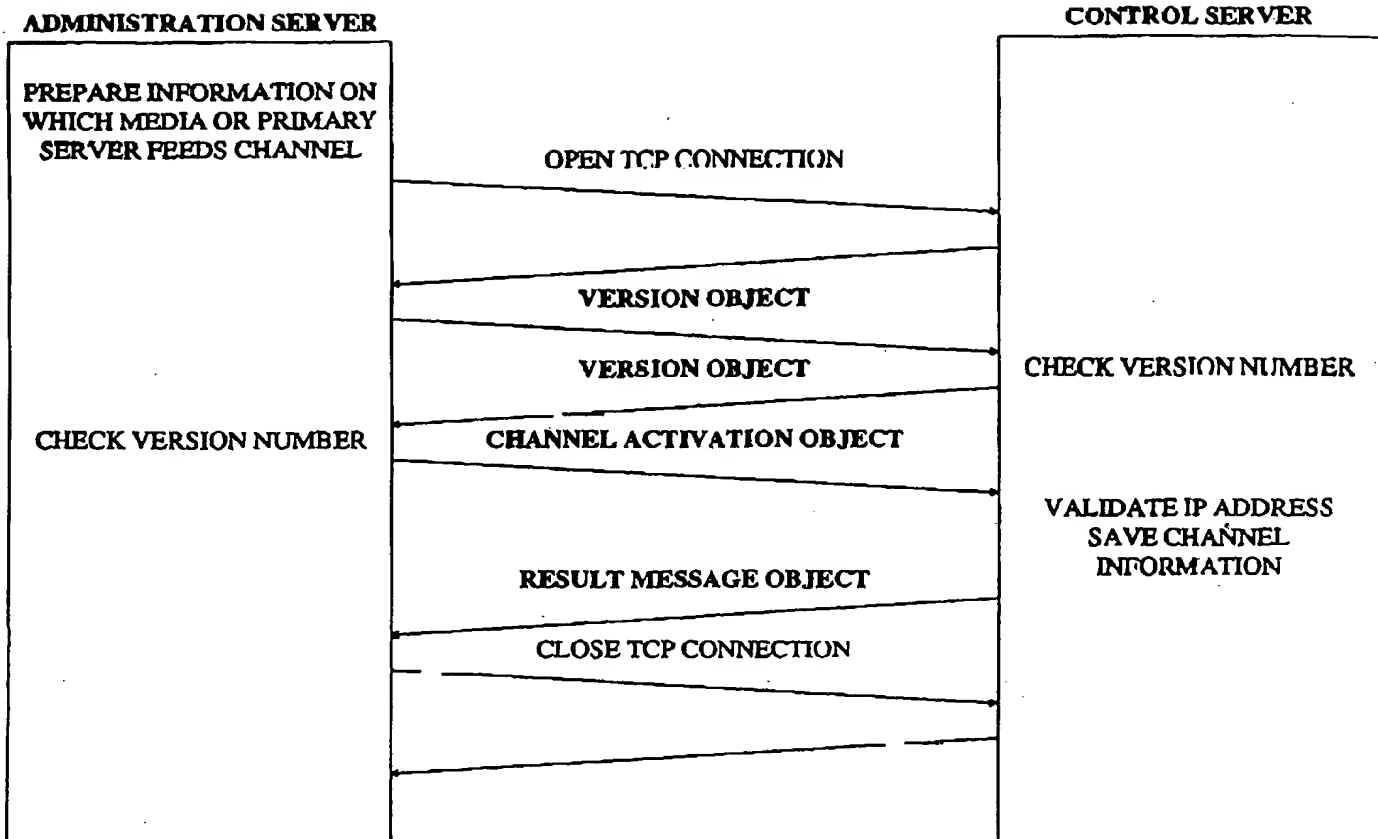 ADMINISTRATION SERVER
CONTROL SERVER
PREPARE INFORMATION ON
WHICH MEDIA OR PRIMARY
SERVER FEEDS CHANNEL
OPEN TCP CONNECTION
VERSION OBJECT
VERSION OBJECT
CHECK VERSION NUMBER
CHECK VERSION NUMBER
CHANNEL ACTIVATION OBJECT
VALIDATE IP ADDRESS
SAVE CHANNEL
INFORMATION
RESULT MESSAGE OBJECT
CLOSE TCP CONNECTION